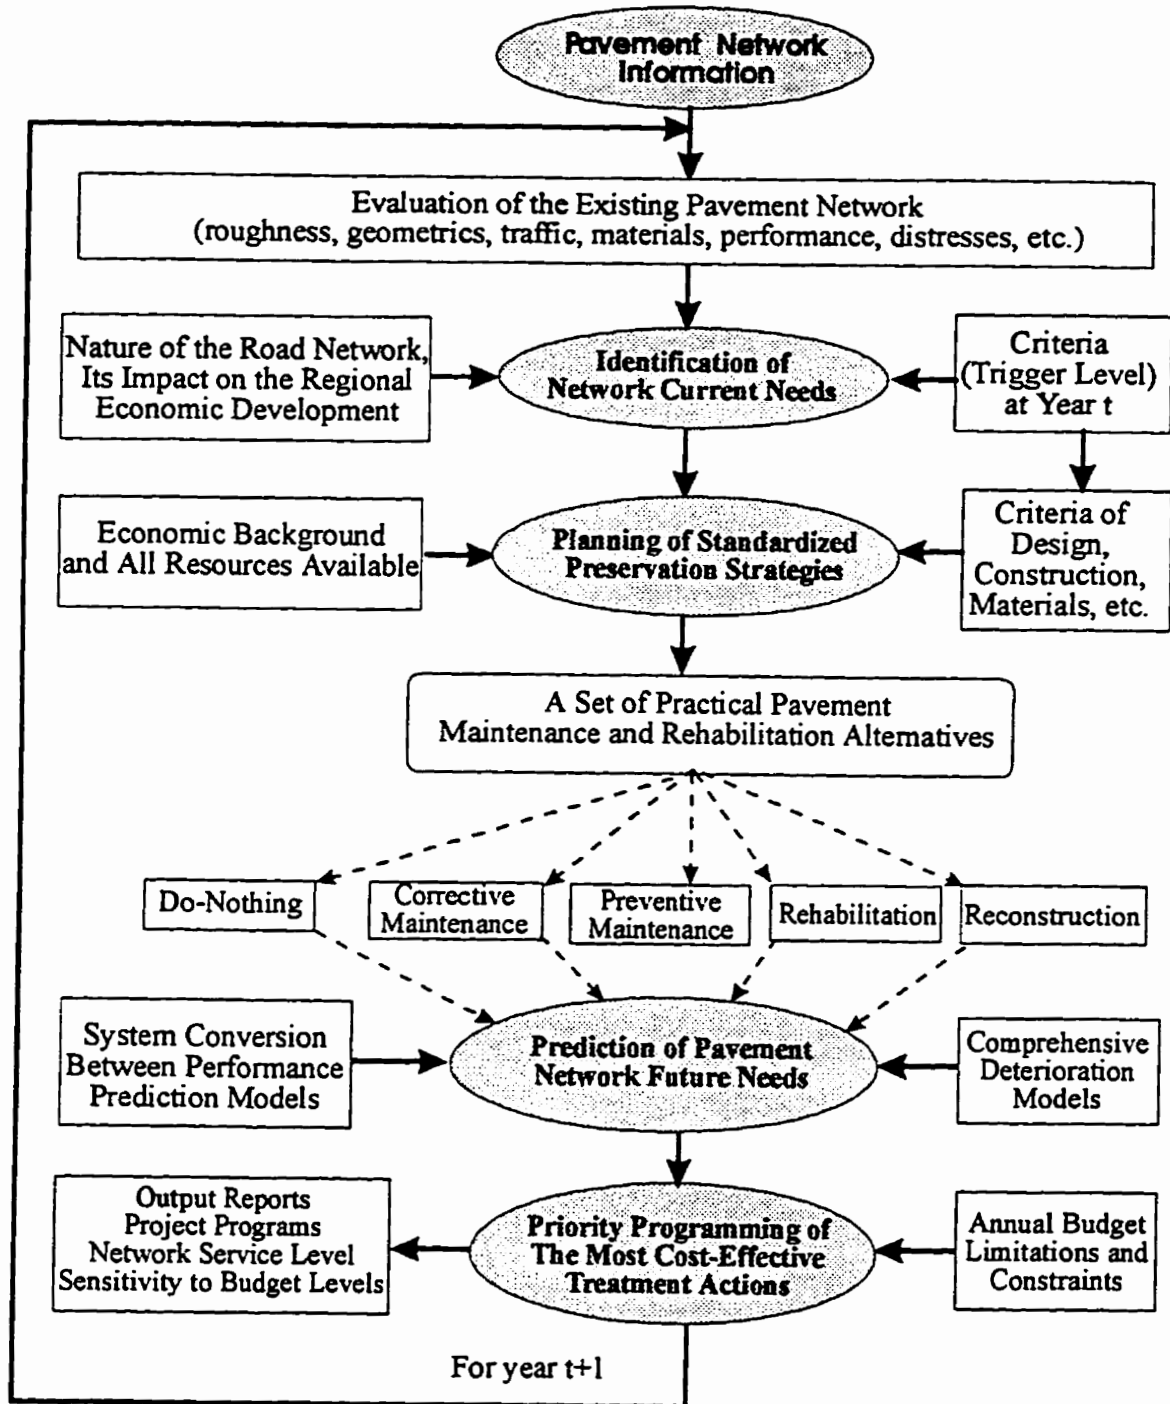 Pavement Network
Information
Evaluation of the Existing Pavement Network
(roughness, geometrics, traffic, materials, performance, distresses, etc.)
Nature of the Road Network,
Its Impact on the Regional
Economic Development
Identification of
Network Current Needs
Criteria
(Trigger Level)
at Year t
Economic Background
and All Resources Available
Planning of Standardized
Preservation Strategies
Criteria of
Design,
Construction,
Materials, etc.
A Set of Practical Pavement
Maintenance and Rehabilitation Alternatives
Do-Nothing
Corrective
Maintenance
Preventive
Maintenance
Rehabilitation
Reconstruction
System Conversion
Between Performance
Prediction Models
Prediction of Pavement
Network Future Needs
Comprehensive
Deterioration
Models
Output Reports
Project Programs
Network Service Level
Sensitivity to Budget Levels
Priority Programming of
The Most Cost-Effective
Treatment Actions
Annual Budget
Limitations and
Constraints
For year t+1